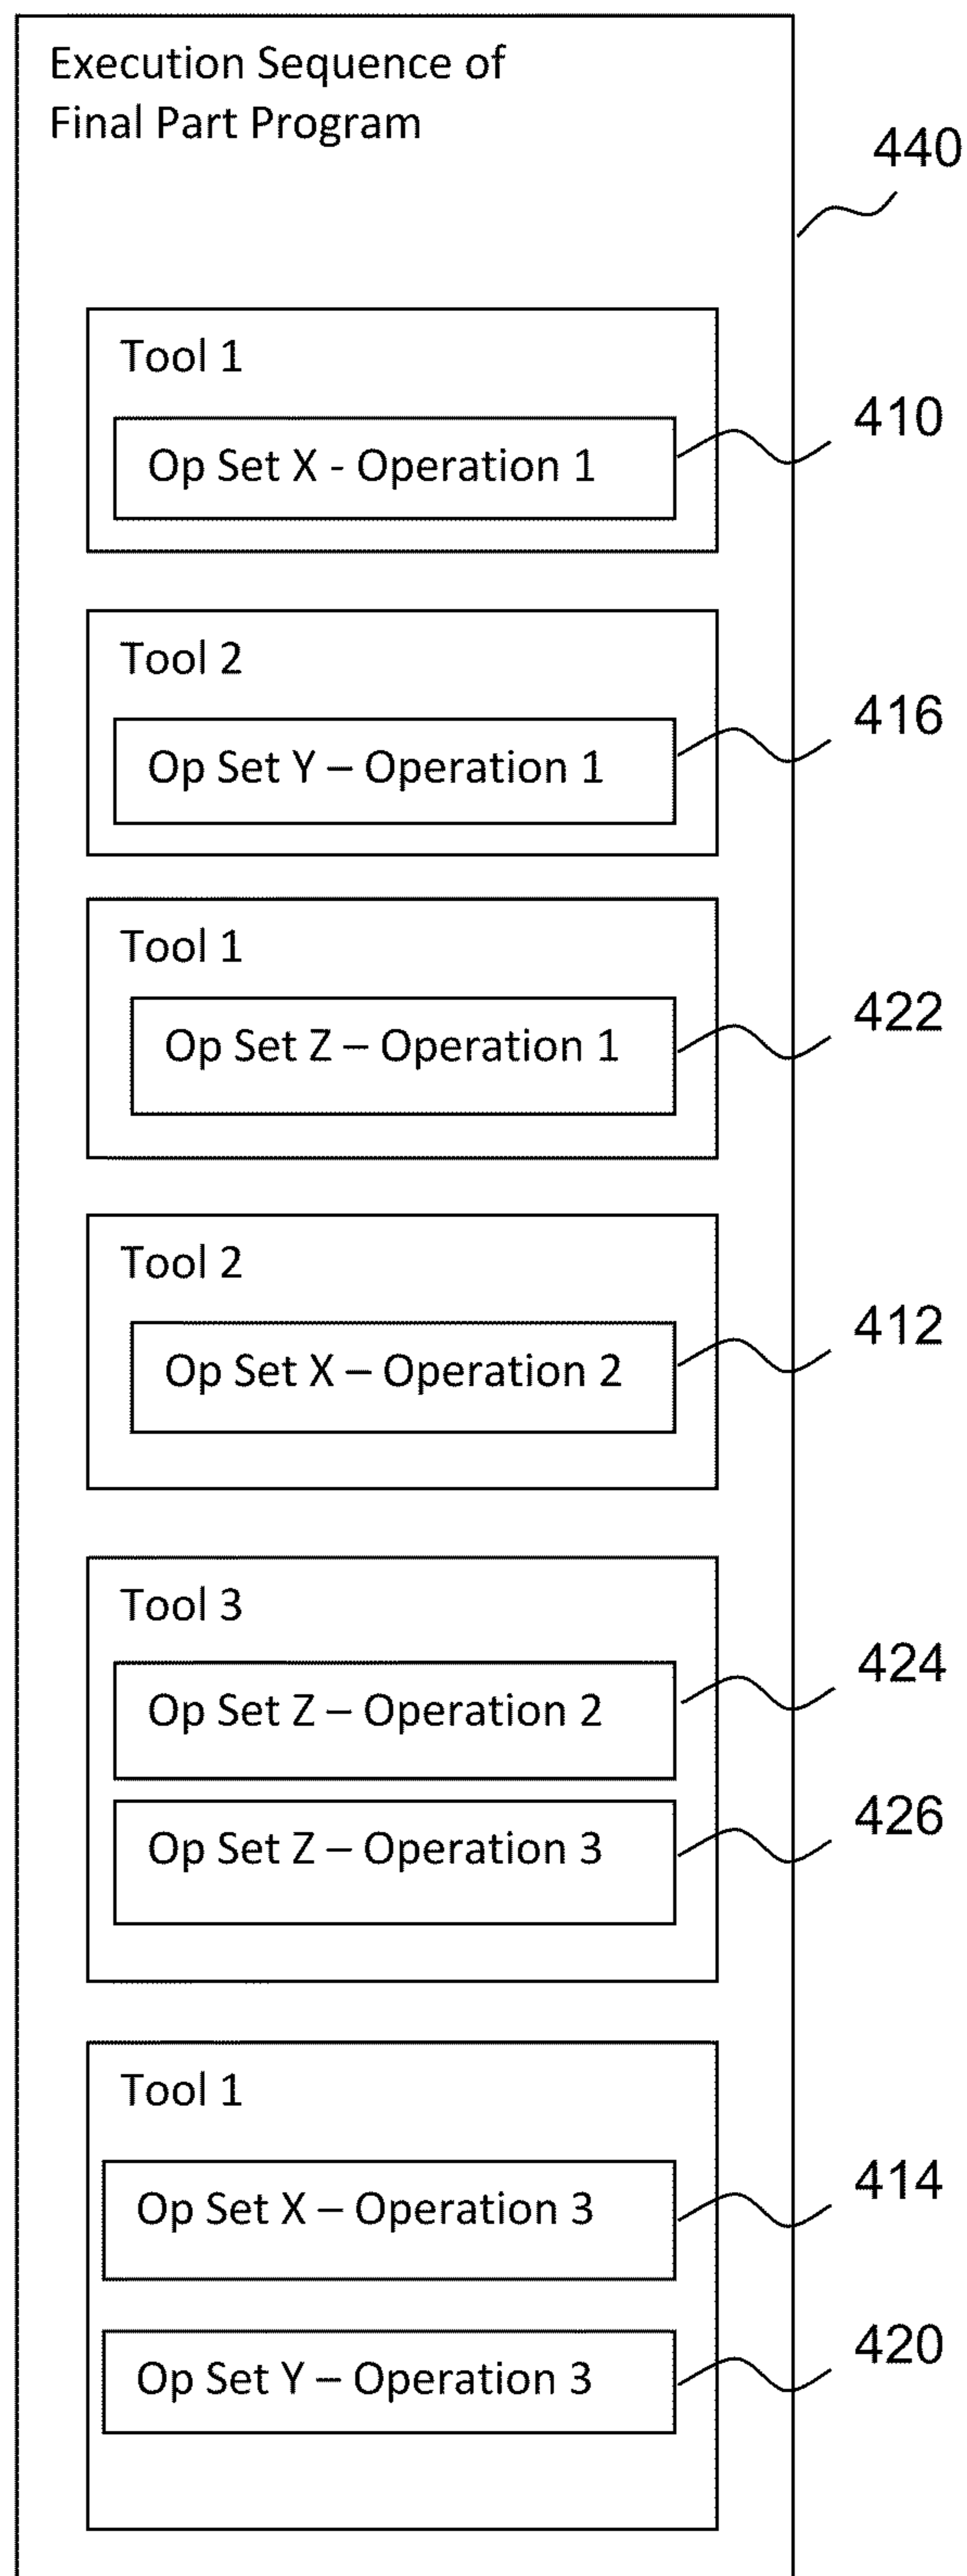 Execution Sequence of
Final Part Program
440
Tool 1
Op Set X - Operation 1
410
Tool 2
Op Set Y – Operation 1
416
Tool 1
Op Set Z – Operation 1
422
Tool 2
Op Set X – Operation 2
412
Tool 3
Op Set Z – Operation 2
424
Op Set Z – Operation 3
426
Tool 1
Op Set X – Operation 3
414
Op Set Y – Operation 3
420